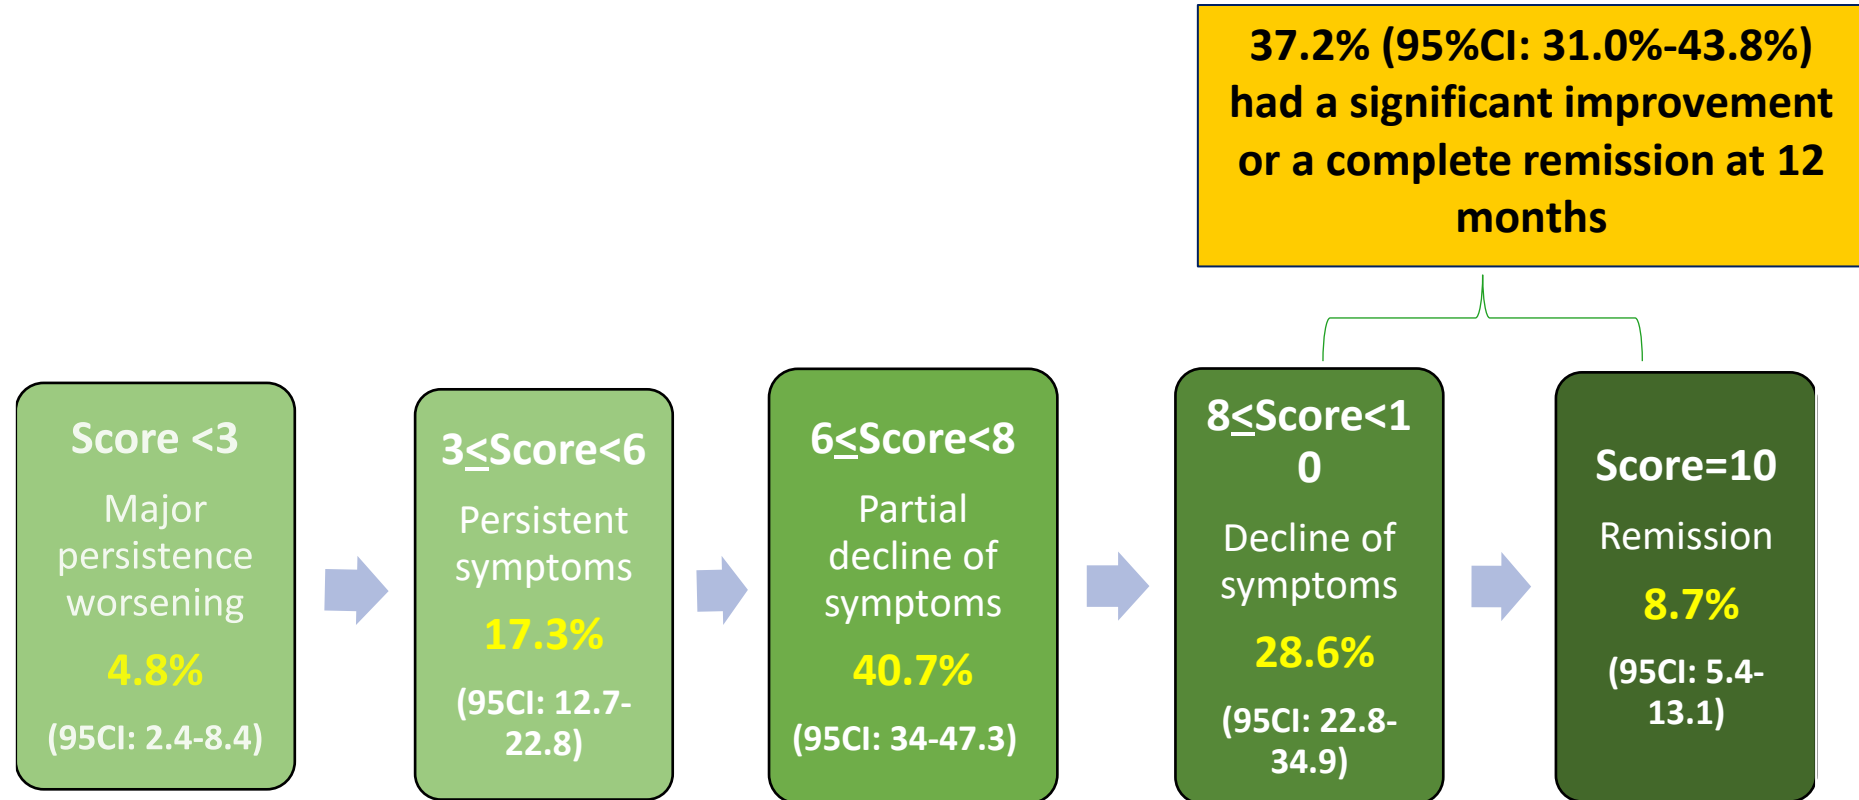 37.2% (95%CI: 31.0%-43.8%)
had a significant improvement
or a complete remission at 12
months
Score <3
Major
persistence
worsening
4.8%
(95CI: 2.4-8.4)
3≤Score<6
Persistent
symptoms
17.3%
(95CI: 12.7-
22.8)
6≤Score<8
Partial
decline of
symptoms
40.7%
(95CI: 34-47.3)
8≤Score<1
0
Decline of
symptoms
28.6%
(95CI: 22.8-
34.9)
Score=10
Remission
8.7%
(95CI: 5.4-
13.1)